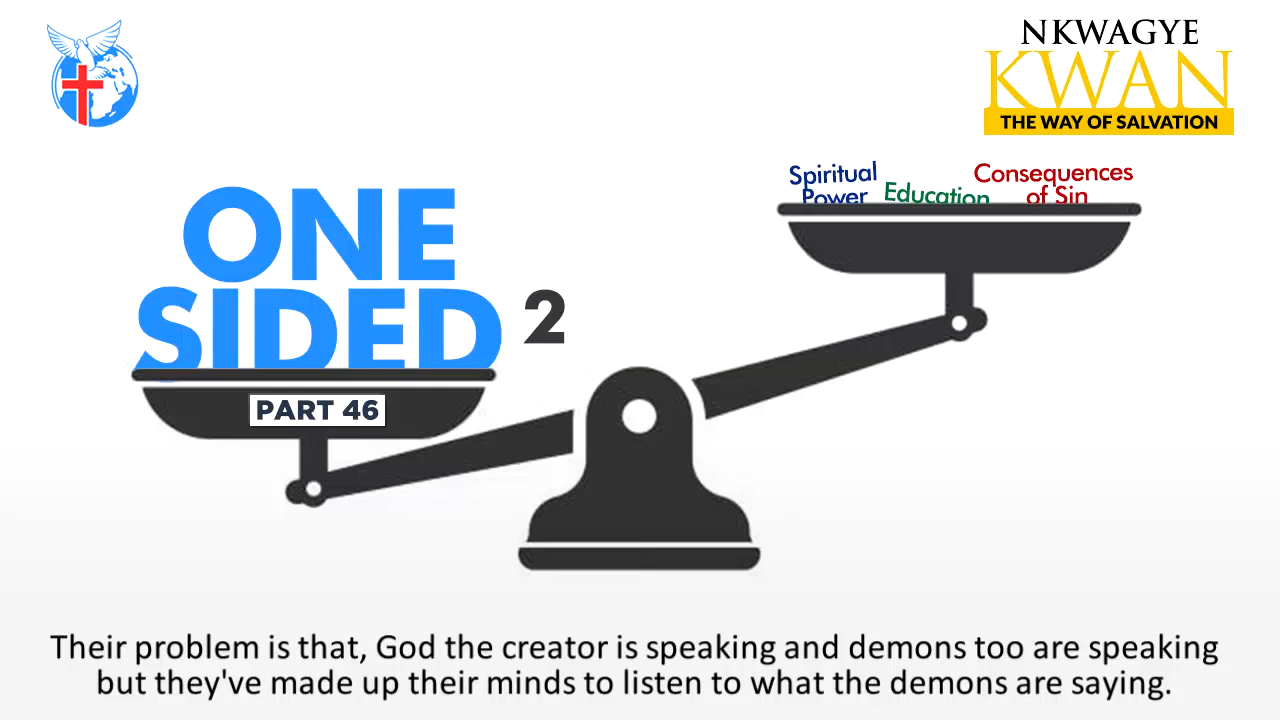 NKWAGYE
KWAN
THE WAY OF SALVATION
Spiritual
Power
Education
Consequences
of Sin
ONE
SIDED 2
PART 46
Their problem is that, God the creator is speaking and demons too are speaking
but they've made up their minds to listen to what the demons are saying.